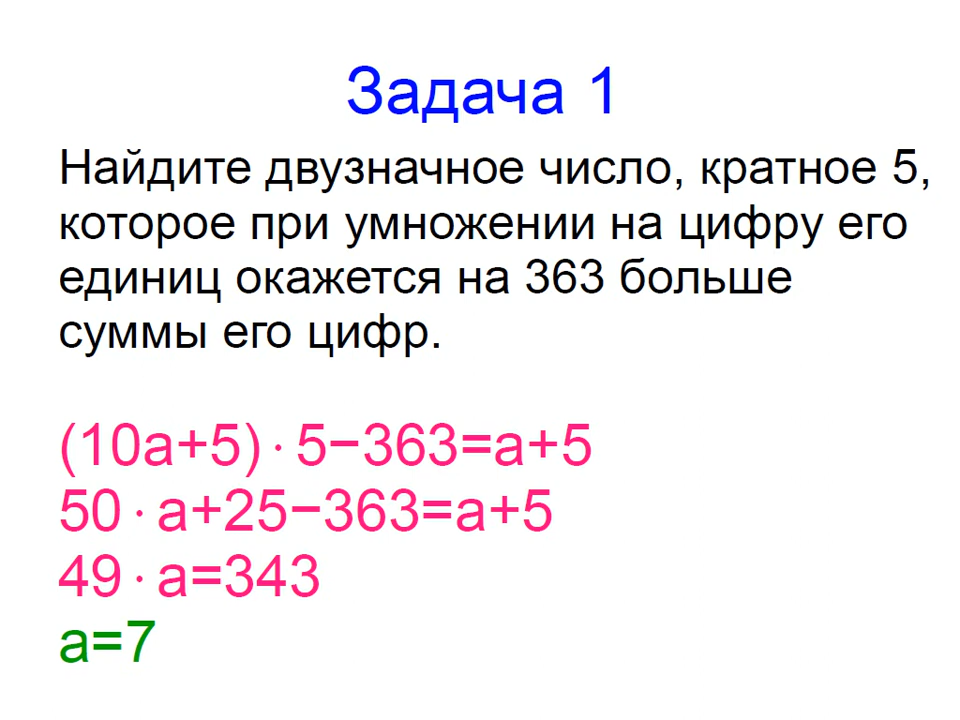 Задача 1
Найдите двузначное число, кратное 5,
которое при умножении на цифру его
единиц окажется на 363 больше
суммы его цифр.
(10а+5)·5−363=а+5
50·а+25−363=а+5
49·а=343
а=7